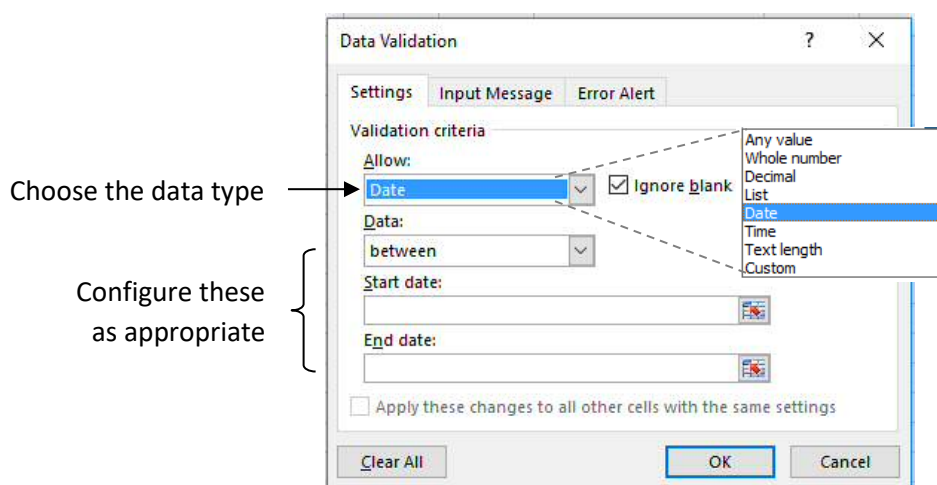 Data Validation ?
Settings Input Message Error Alert
Validation criteria
Allow:
Choose the data type
Date
Ignore blank
Any value
Whole number
Decimal
List
Date
Time
Text length
Custom
Data:
between
Configure these
as appropriate
Start date:
End date:
Apply these changes to all other cells with the same settings
Clear All OK Cancel